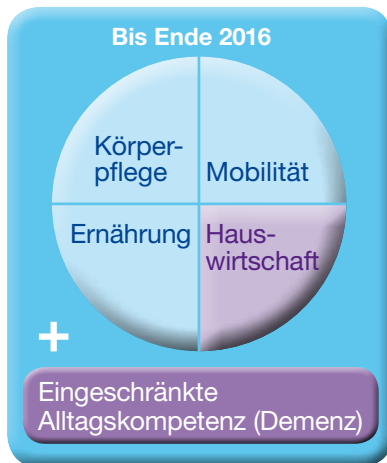 Bis Ende 2016
Körper-
pflege
Mobilität
Ernährung
Haus-
wirtschaft
+
Eingeschränkte
Alltagskompetenz (Demenz)